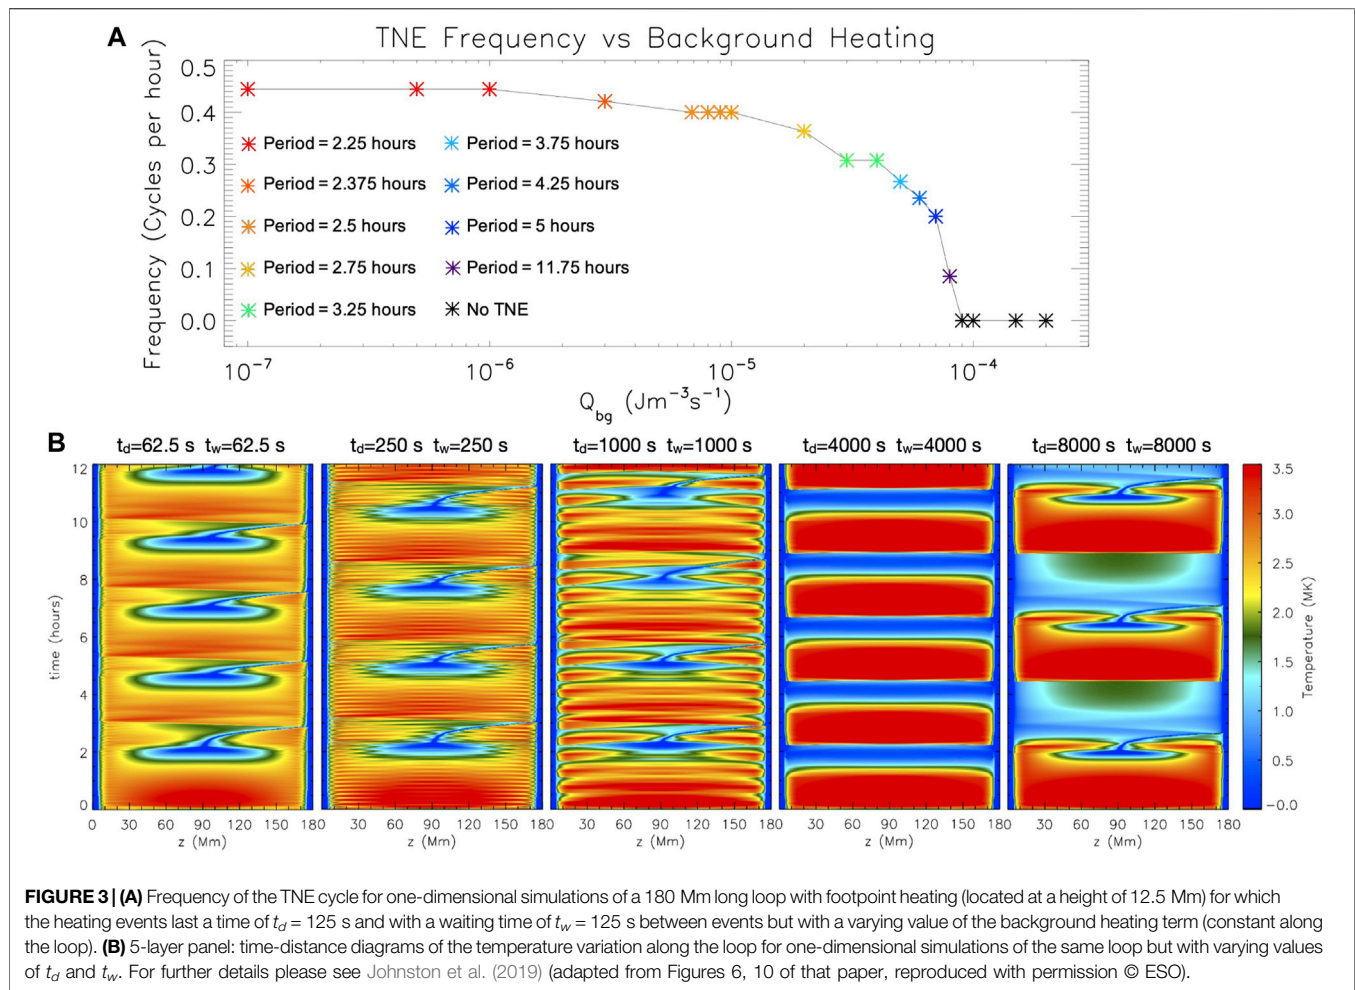 A
TNE Frequency vs Background Heating
Frequency (Cycles per hour)
0.5
0.4
0.3
0.2
0.1
0.0
Period = 2.25 hours
Period = 2.375 hours
Period = 2.5 hours
Period = 2.75 hours
Period = 3.25 hours
Period = 3.75 hours
Period = 4.25 hours
Period = 5 hours
Period = 11.75 hours
No TNE
10⁻⁷ 10⁻⁶ 10⁻⁵ 10⁻⁴
Q_bg (Jm⁻³s⁻¹)
B
t_d=62.5 s t_w=62.5 s
t_d=250 s t_w=250 s
t_d=1000 s t_w=1000 s
t_d=4000 s t_w=4000 s
t_d=8000 s t_w=8000 s
time (hours)
12
10
8
6
4
2
0
0 30 60 90 120 150 180
30 60 90 120 150 180
30 60 90 120 150 180
30 60 90 120 150 180
30 60 90 120 150 180
z (Mm) z (Mm) z (Mm) z (Mm) z (Mm)
3.5
3.0
2.5
2.0
1.5
1.0
0.5
−0.0
Temperature (MK)
FIGURE 3 | (A) Frequency of the TNE cycle for one-dimensional simulations of a 180 Mm long loop with footpoint heating (located at a height of 12.5 Mm) for which
the heating events last a time of t_d = 125 s and with a waiting time of t_w = 125 s between events but with a varying value of the background heating term (constant along
the loop). (B) 5-layer panel: time-distance diagrams of the temperature variation along the loop for one-dimensional simulations of the same loop but with varying values
of t_d and t_w. For further details please see Johnston et al. (2019) (adapted from Figures 6, 10 of that paper, reproduced with permission © ESO).